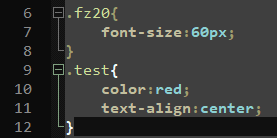 6 .fz20{
7 font-size:60px;
8 }
9 .test{
10 color:red;
11 text-align:center;
12 }